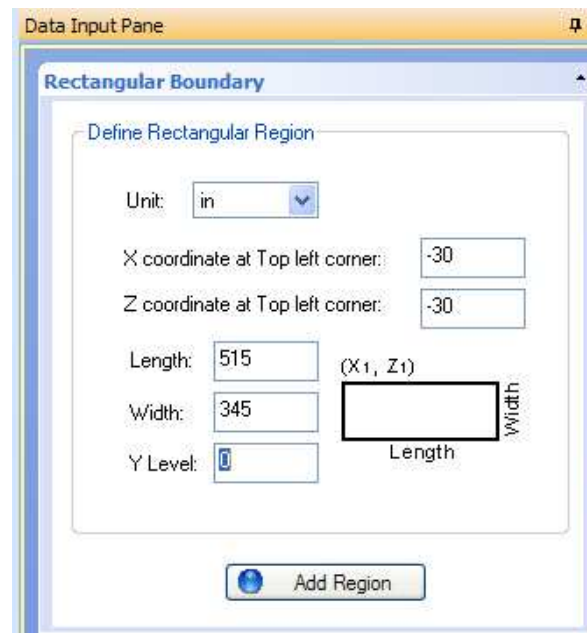 Data Input Pane
Rectangular Boundary
Define Rectangular Region
Unit: in
X coordinate at Top left corner: -30
Z coordinate at Top left corner: -30
Length: 515
Width: 345
Y Level: 0
(X1, Z1)
Width
Length
Add Region